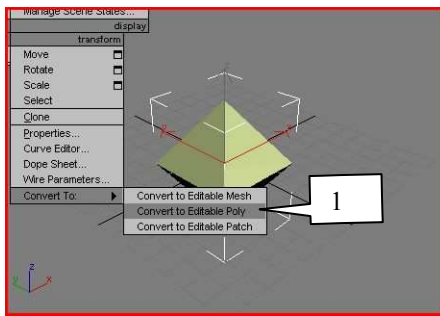 Manage Scene States...
display
transform
Move
Rotate
Scale
Select
Clone
Properties...
Curve Editor...
Dope Sheet...
Wire Parameters...
Convert To:
Convert to Editable Mesh
Convert to Editable Poly
Convert to Editable Patch
1
z
x
y